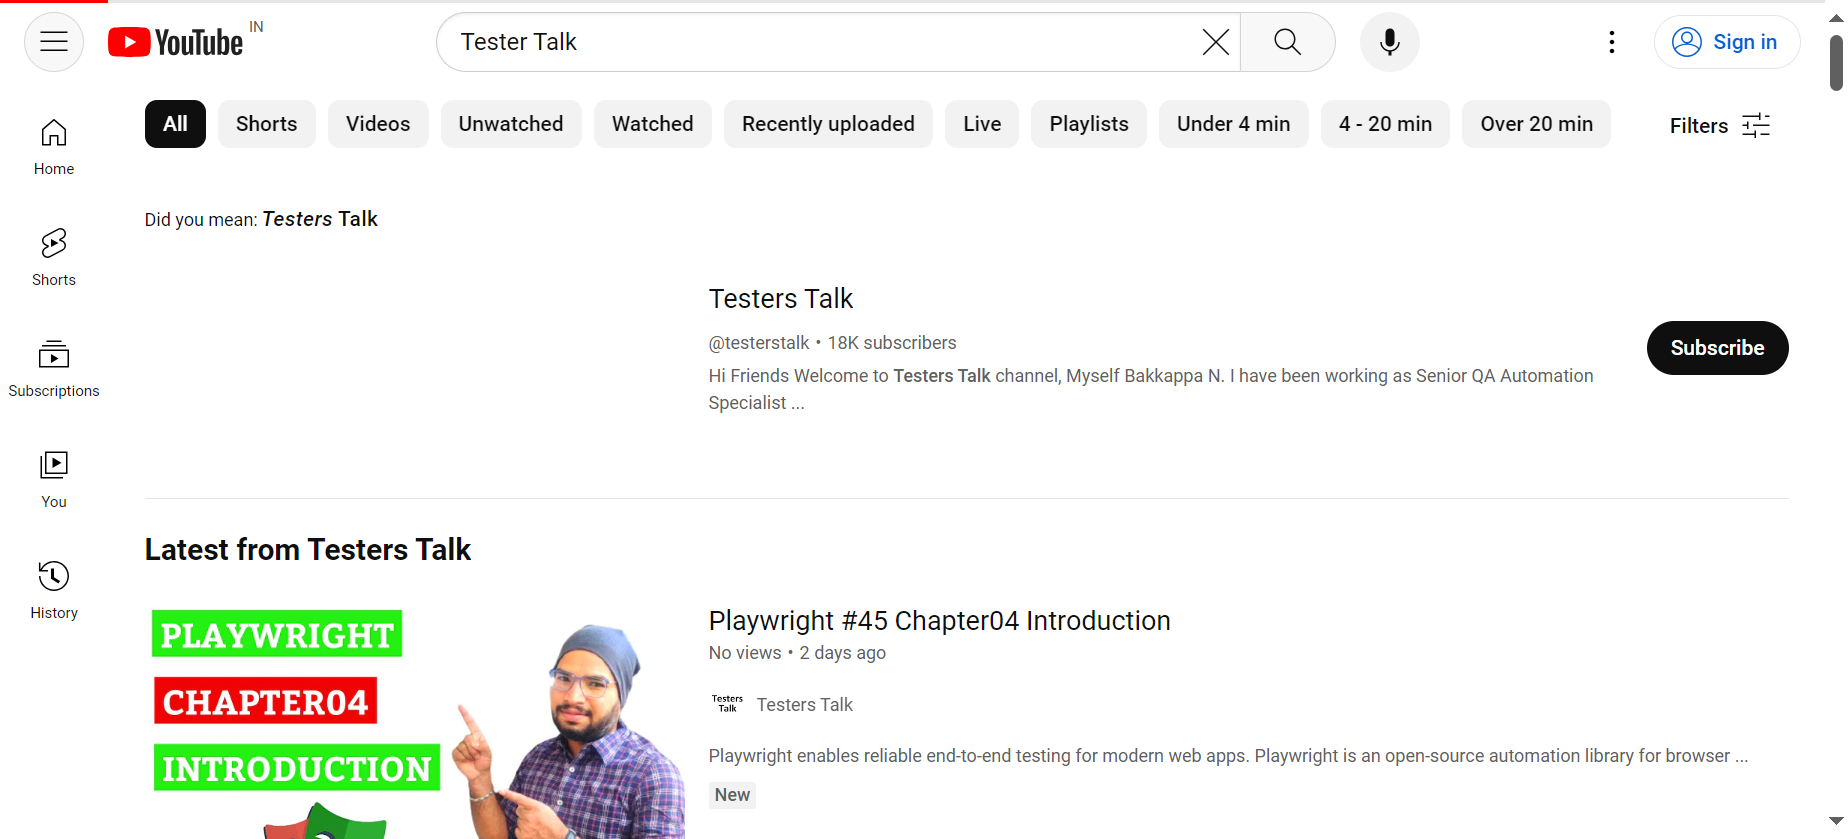 YouTube IN
Tester Talk
Sign in
All
Shorts
Videos
Unwatched
Watched
Recently uploaded
Live
Playlists
Under 4 min
4 - 20 min
Over 20 min
Filters
Home
Shorts
Subscriptions
You
History
Did you mean: Testers Talk
Testers Talk
@testerstalk • 18K subscribers
Hi Friends Welcome to Testers Talk channel, Myself Bakkappa N. I have been working as Senior QA Automation
Specialist ...
Subscribe
Latest from Testers Talk
PLAYWRIGHT
CHAPTER04
INTRODUCTION
Playwright #45 Chapter04 Introduction
No views • 2 days ago
Testers
Talk
Testers Talk
Playwright enables reliable end-to-end testing for modern web apps. Playwright is an open-source automation library for browser ...
New